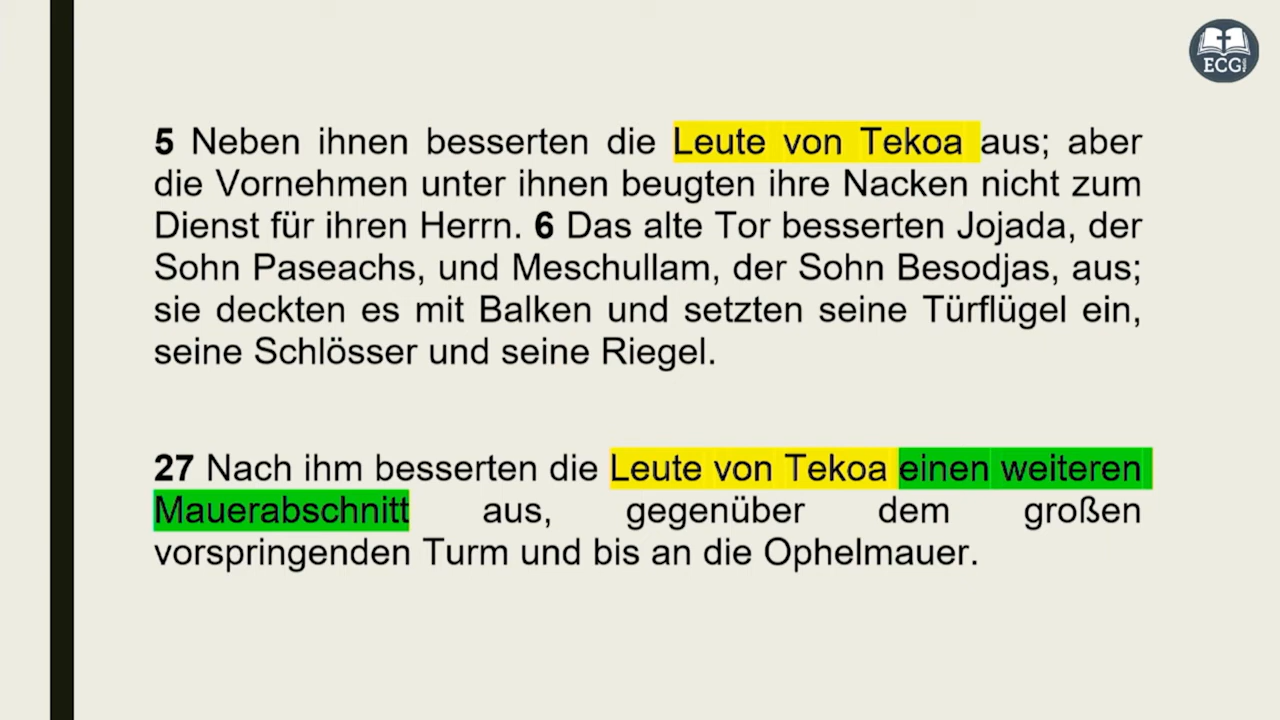 ECG
5 Neben ihnen besserten die Leute von Tekoa aus; aber
die Vornehmen unter ihnen beugten ihre Nacken nicht zum
Dienst für ihren Herrn. 6 Das alte Tor besserten Jojada, der
Sohn Paseachs, und Meschullam, der Sohn Besodjas, aus;
sie deckten es mit Balken und setzten seine Türflügel ein,
seine Schlösser und seine Riegel.
27 Nach ihm besserten die Leute von Tekoa einen weiteren
Mauerabschnitt aus, gegenüber dem großen
vorspringenden Turm und bis an die Ophelmauer.